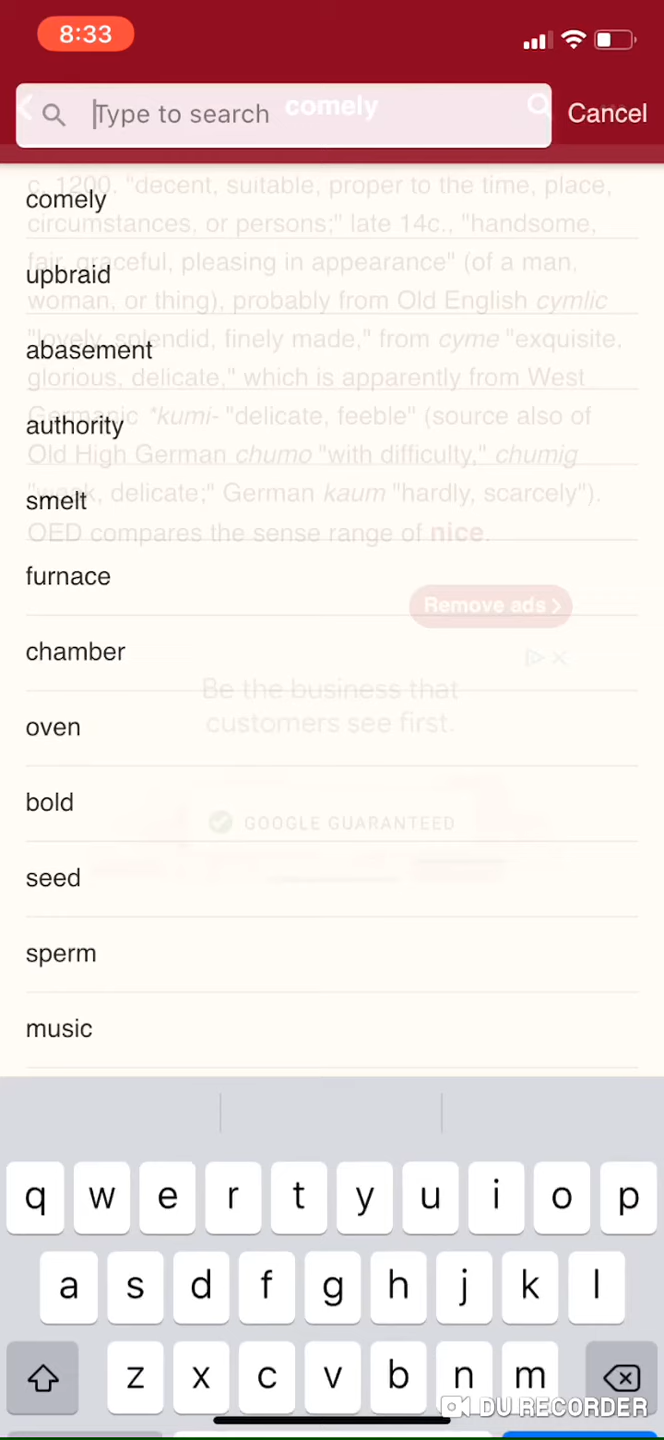 8:33
Type to search
comely
Cancel
c. 1200. "decent, suitable, proper to the time, place,
comely
circumstances, or persons;" late 14c., "handsome,
fair, graceful, pleasing in appearance" (of a man,
upbraid
woman, or thing), probably from Old English cymlic
"lovely, splendid, finely made," from cyme "exquisite,
abasement
glorious, delicate," which is apparently from West
Germanic *kumi- "delicate, feeble" (source also of
authority
Old High German chumo "with difficulty," chumig
smelt
"weak, delicate;" German kaum "hardly, scarcely").
OED compares the sense range of nice.
furnace
Remove ads >
chamber
Be the business that
customers see first.
oven
bold
GOOGLE GUARANTEED
seed
sperm
music
q w e r t y u i o p
a s d f g h j k l
z x c v b n m
DU RECORDER